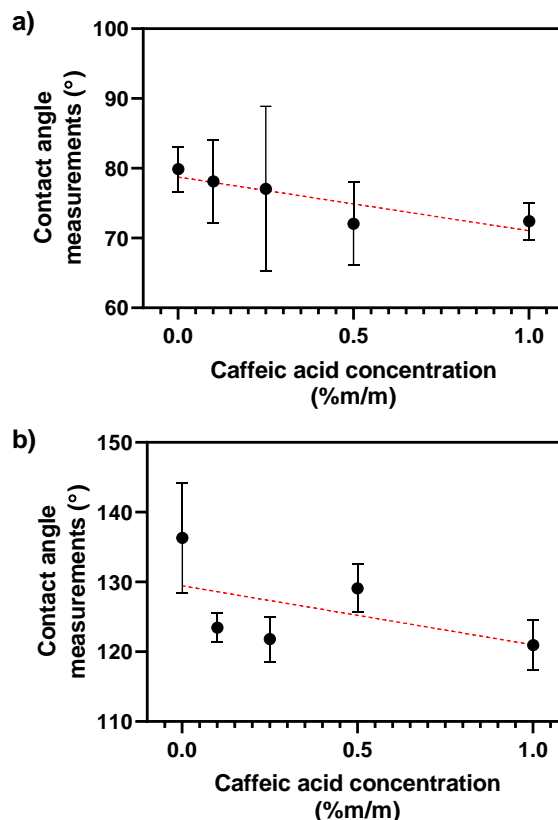 a)
Contact angle
measurements (°)
100
90
80
70
60
0.0
0.5
1.0
Caffeic acid concentration
(%m/m)
b)
Contact angle
measurements (°)
150
140
130
120
110
0.0
0.5
1.0
Caffeic acid concentration
(%m/m)